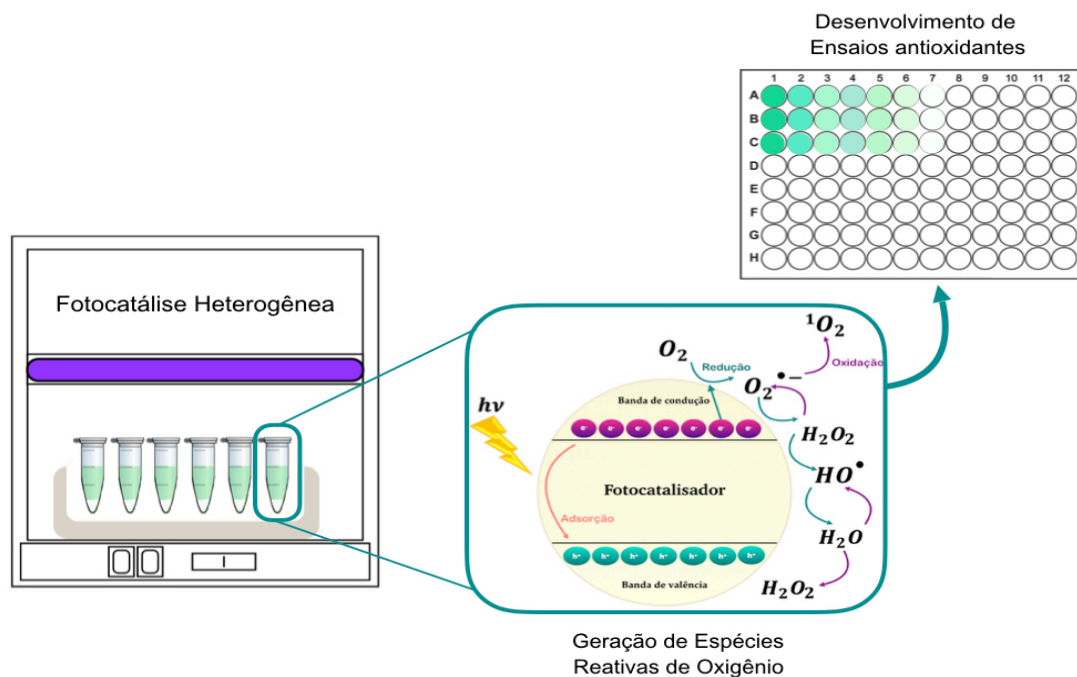 Desenvolvimento de
Ensaios antioxidantes
1 2 3 4 5 6 7 8 9 10 11 12
A
B
C
D
E
F
G
H
Fotocatálise Heterogênea
hν
O₂
Redução
¹O₂
Oxidação
O₂•−
Banda de condução
e⁻ e⁻ e⁻ e⁻ e⁻ e⁻ e⁻
H₂O₂
HO•
Fotocatalisador
Adsorção
H₂O
h⁺ h⁺ h⁺ h⁺ h⁺ h⁺ h⁺
Banda de valência
H₂O₂
Geração de Espécies
Reativas de Oxigênio